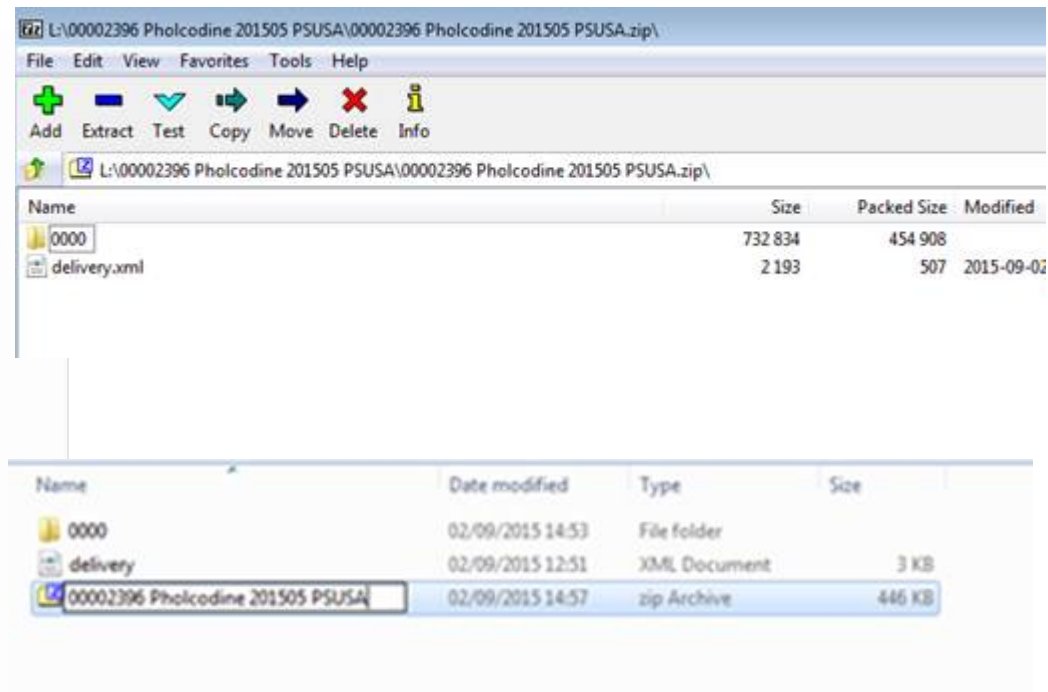 L:\00002396 Pholcodine 201505 PSUSA\00002396 Pholcodine 201505 PSUSA.zip\
File Edit View Favorites Tools Help
Add Extract Test Copy Move Delete Info
L:\00002396 Pholcodine 201505 PSUSA\00002396 Pholcodine 201505 PSUSA.zip\
Name Size Packed Size Modified
0000 732 834 454 908
delivery.xml 2 193 507 2015-09-02
Name Date modified Type Size
0000 02/09/2015 14:53 File folder
delivery 02/09/2015 12:51 XML Document 3 KB
00002396 Pholcodine 201505 PSUSA 02/09/2015 14:57 zip Archive 446 KB